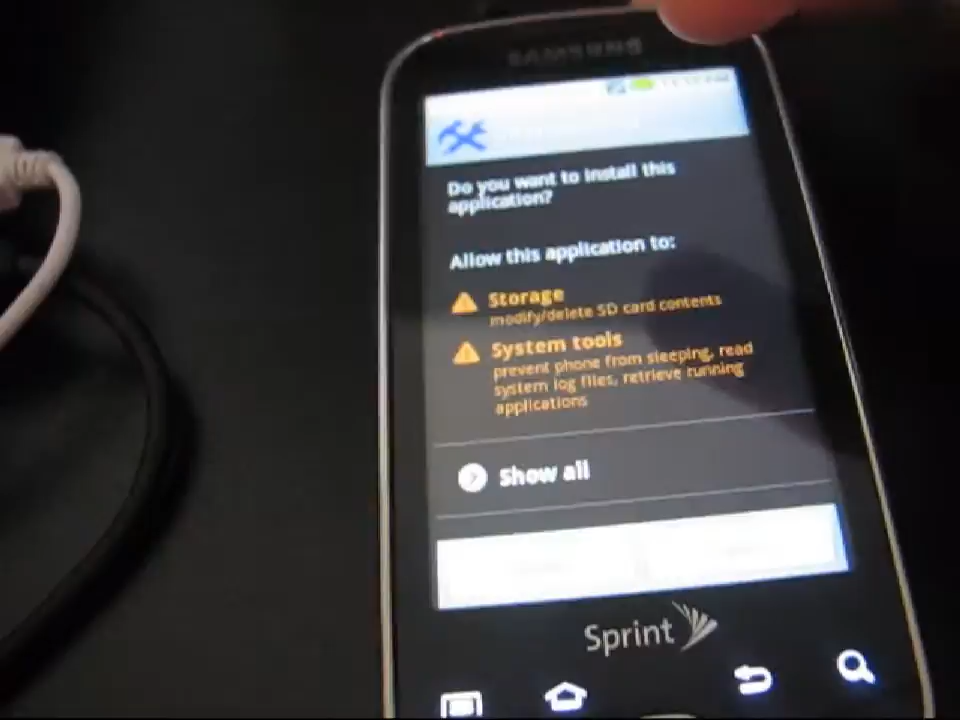 SAMSUNG
Do you want to install this
application?
Allow this application to:
Storage
modify/delete SD card contents
System tools
prevent phone from sleeping, read
system log files, retrieve running
applications
Show all
Sprint